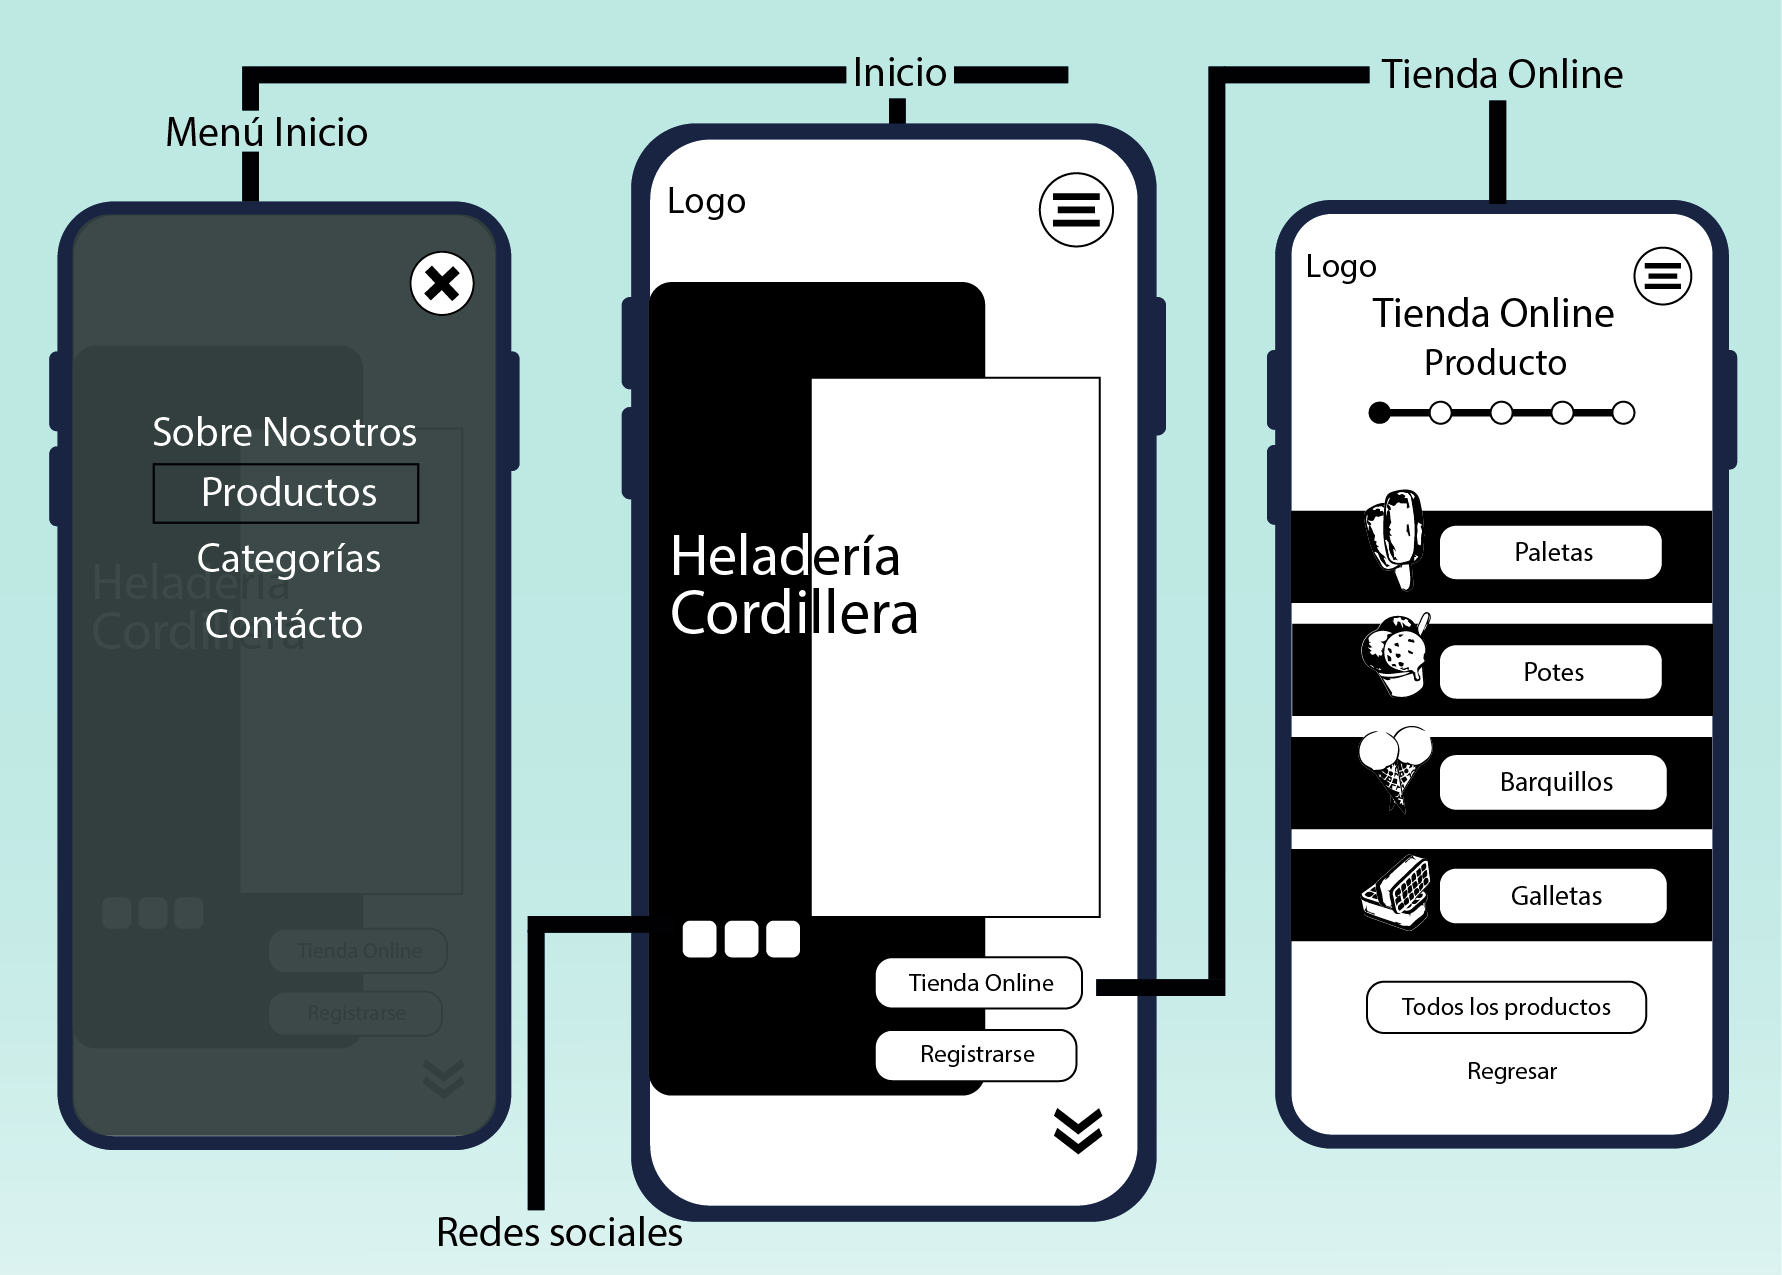 Inicio
Tienda Online
Menú Inicio
Sobre Nosotros
Productos
Categorías
Contácto
Heladería
Cordillera
Tienda Online
Registrarse
Logo
Heladería
Cordillera
Tienda Online
Registrarse
Redes sociales
Logo
Tienda Online
Producto
Paletas
Potes
Barquillos
Galletas
Todos los productos
Regresar